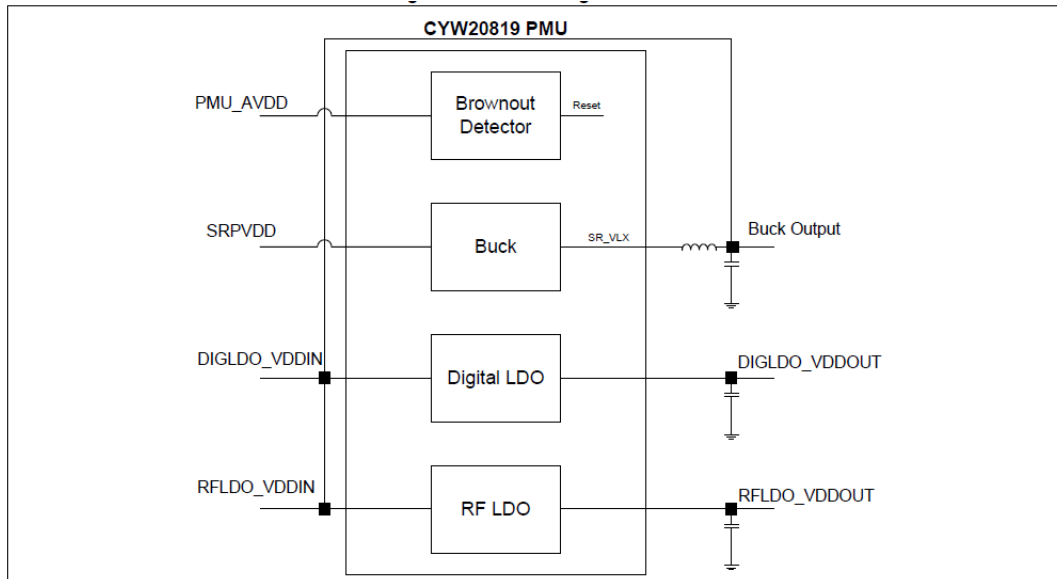 CYW20819 PMU
PMU_AVDD
Brownout
Detector
Reset
SRPVDD
Buck
SR_VLX
Buck Output
DIGLDO_VDDIN
Digital LDO
DIGLDO_VDDOUT
RFLDO_VDDIN
RF LDO
RFLDO_VDDOUT